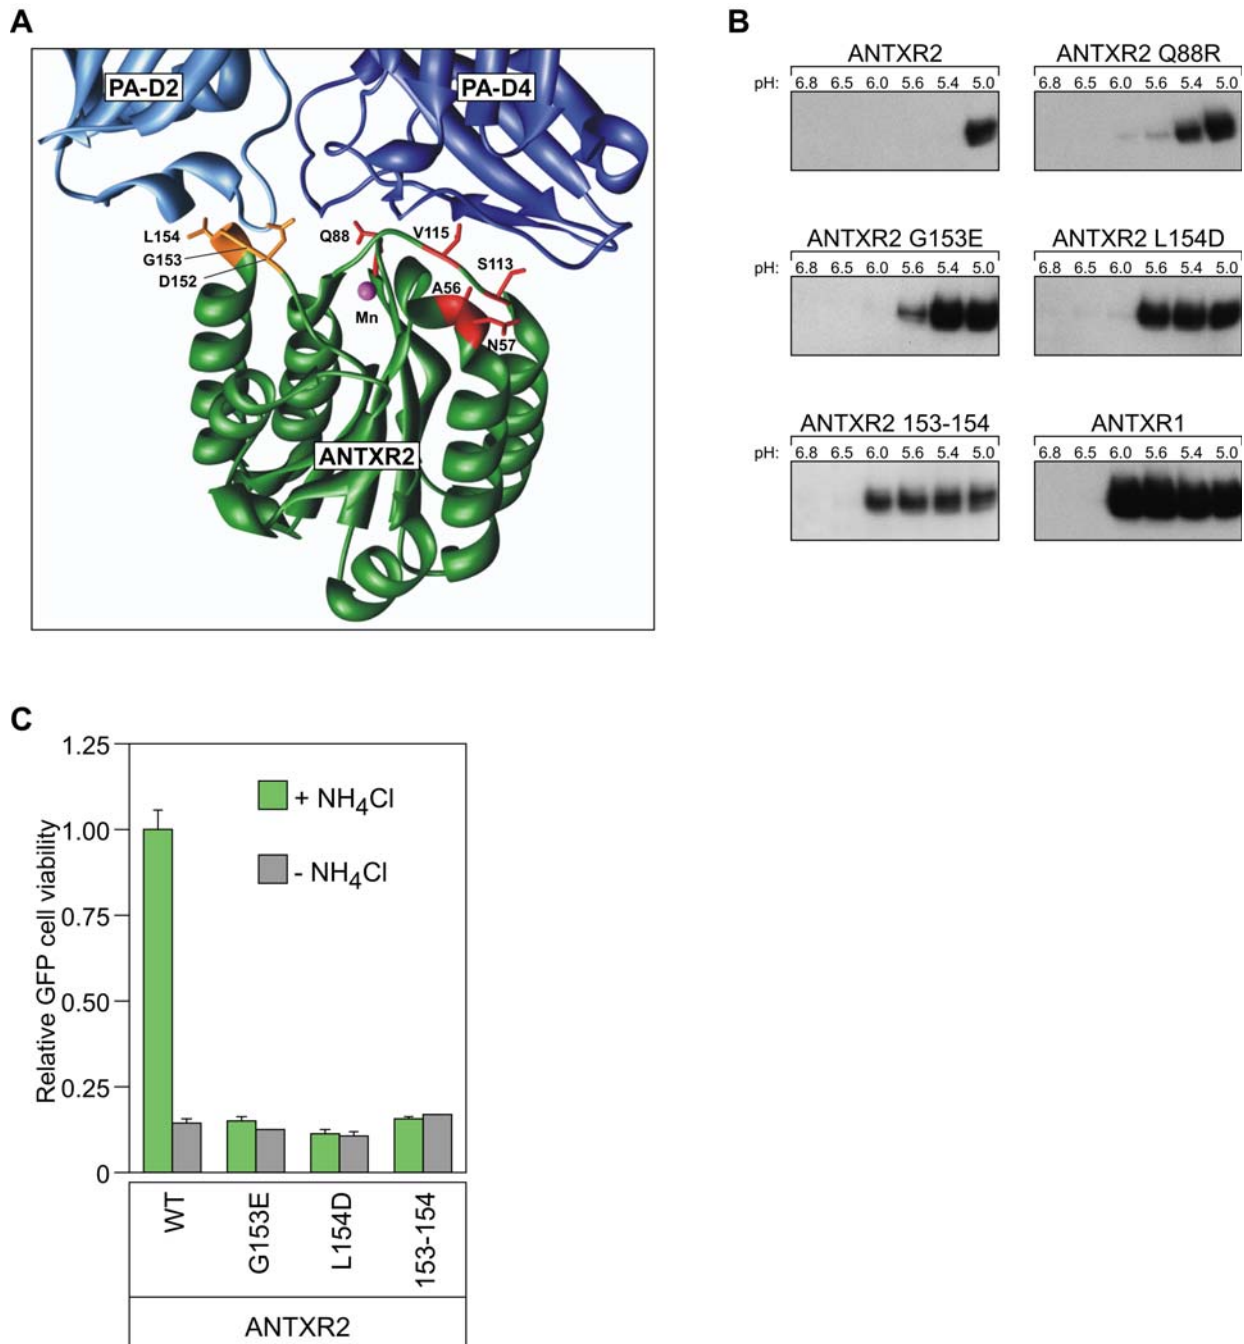 A
PA-D2
PA-D4
L154
G153
D152
Q88
V115
S113
A56
Mn
N57
ANTXR2
B
ANTXR2
pH: 6.8 6.5 6.0 5.6 5.4 5.0
ANTXR2 Q88R
6.8 6.5 6.0 5.6 5.4 5.0
ANTXR2 G153E
pH: 6.8 6.5 6.0 5.6 5.4 5.0
ANTXR2 L154D
6.8 6.5 6.0 5.6 5.4 5.0
ANTXR2 153-154
pH: 6.8 6.5 6.0 5.6 5.4 5.0
ANTXR1
6.8 6.5 6.0 5.6 5.4 5.0
C
Relative GFP cell viability
1.25
1.00
0.75
0.50
0.25
0
+ NH₄Cl
- NH₄Cl
WT
G153E
L154D
153-154
ANTXR2